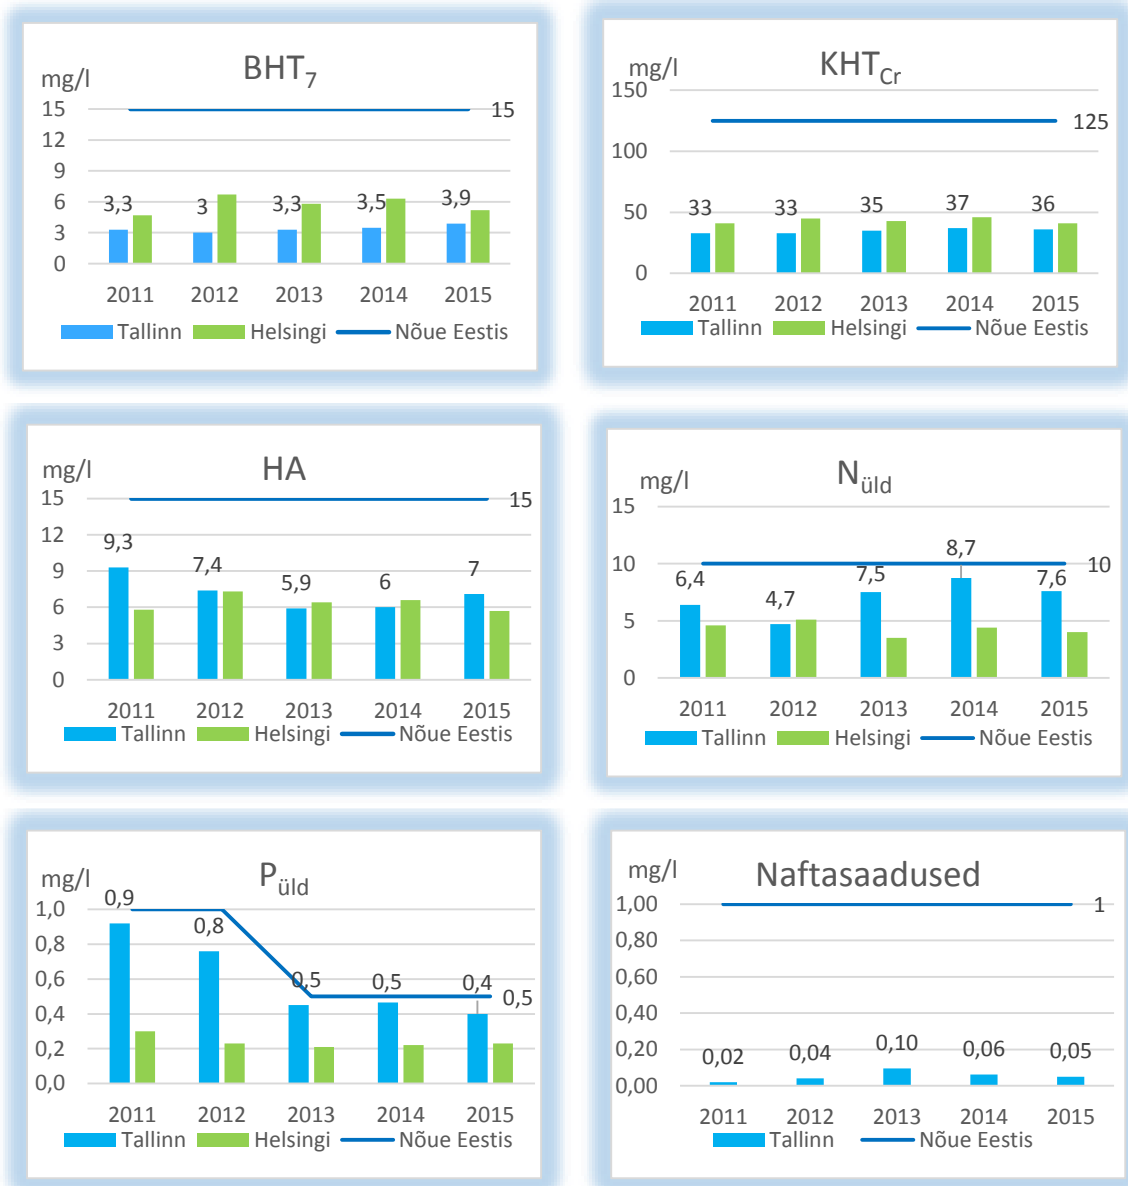 BHT7
mg/l
15
12
9
6
3
0
15
3,3
3
3,3
3,5
3,9
2011 2012 2013 2014 2015
Tallinn Helsingi Nõue Eestis
KHTCr
mg/l
150
100
50
0
125
33 33 35 37 36
2011 2012 2013 2014 2015
Tallinn Helsingi Nõue Eestis
HA
mg/l
15
12
9
6
3
0
15
9,3
7,4
5,9
6
7
2011 2012 2013 2014 2015
Tallinn Helsingi Nõue Eestis
Nüld
mg/l
15
10
5
0
10
6,4
4,7
7,5
8,7
7,6
2011 2012 2013 2014 2015
Tallinn Helsingi Nõue Eestis
Püld
mg/l
1,0
0,8
0,6
0,4
0,2
0,0
0,9
0,8
0,5
0,5
0,4
0,5
2011 2012 2013 2014 2015
Tallinn Helsingi Nõue Eestis
Naftasaadused
mg/l
1,00
0,80
0,60
0,40
0,20
0,00
1
0,02
0,04
0,10
0,06
0,05
2011 2012 2013 2014 2015
Tallinn Nõue Eestis